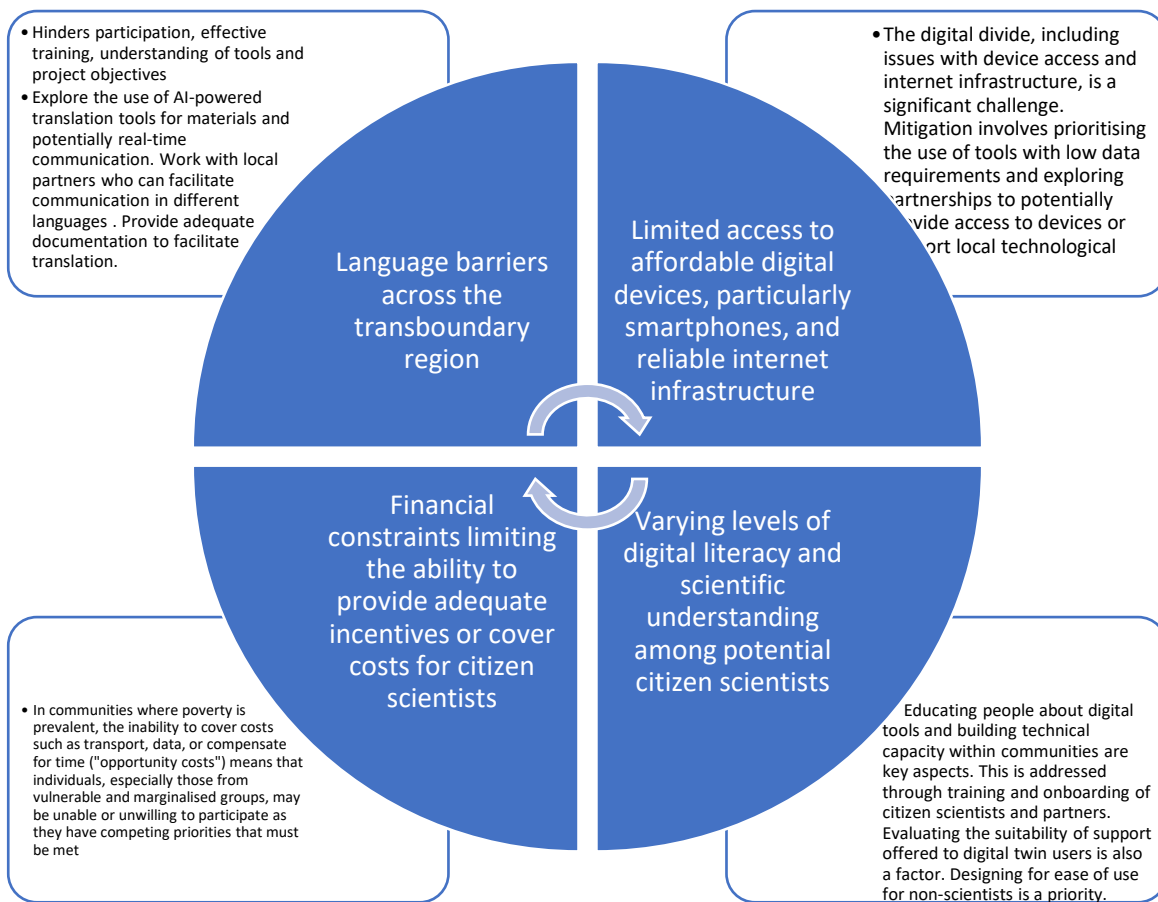 • Hinders participation, effective
training, understanding of tools and
project objectives
• Explore the use of AI-powered
translation tools for materials and
potentially real-time
communication. Work with local
partners who can facilitate
communication in different
languages . Provide adequate
documentation to facilitate
translation.
• The digital divide, including
issues with device access and
internet infrastructure, is a
significant challenge.
Mitigation involves prioritising
the use of tools with low data
requirements and exploring
partnerships to potentially
provide access to devices or
local technological
Language barriers
across the
transboundary
region
Limited access to
affordable digital
devices, particularly
smartphones, and
reliable internet
infrastructure
Financial
constraints limiting
the ability to
provide adequate
incentives or cover
costs for citizen
scientists
Varying levels of
digital literacy and
scientific
understanding
among potential
citizen scientists
• In communities where poverty is
prevalent, the inability to cover costs
such as transport, data, or compensate
for time ("opportunity costs") means that
individuals, especially those from
vulnerable and marginalised groups, may
be unable or unwilling to participate as
they have competing priorities that must
be met
Educating people about digital
tools and building technical
capacity within communities are
key aspects. This is addressed
through training and onboarding of
citizen scientists and partners.
Evaluating the suitability of support
offered to digital twin users is also
a factor. Designing for ease of use
for non-scientists is a priority.